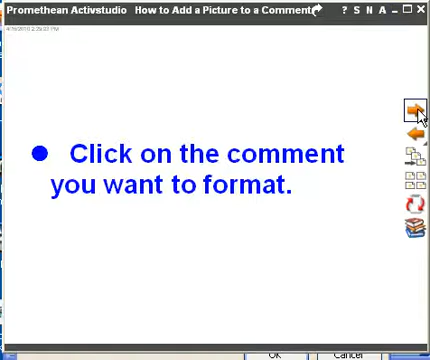 Promethean Activstudio How to Add a Picture to a Comment ? S N A
● Click on the comment
you want to format.
OK Cancel